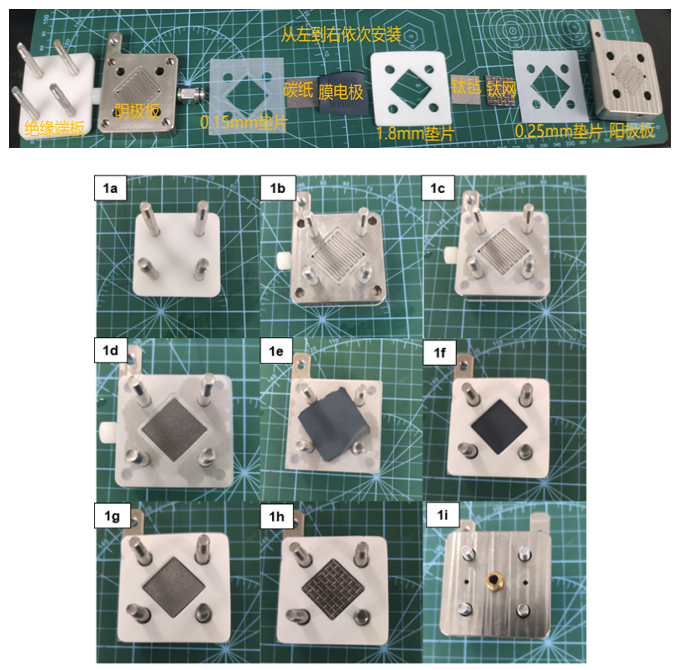 从左到右依次安装
绝缘端板
阴极板
0.15mm垫片
碳纸
膜电极
1.8mm垫片
钛毡
钛网
0.25mm垫片
阳极板
1a
1b
1c
1d
1e
1f
1g
1h
1i